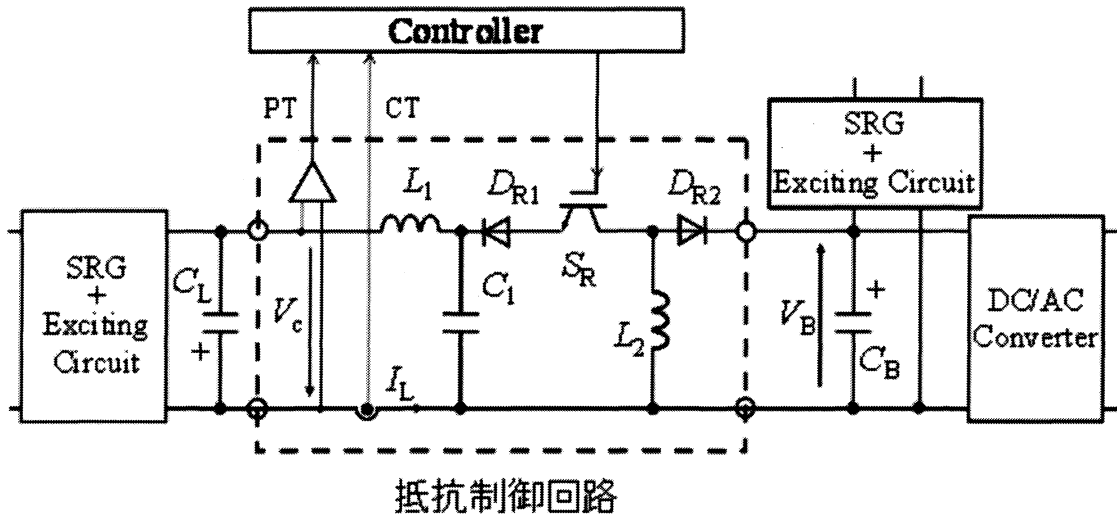 Controller
PT
CT
SRG
+
Exciting Circuit
L1
DR1
DR2
SR
SRG
+
Exciting
Circuit
CL
+
Vc
C1
L2
VB
+
CB
DC/AC
Converter
IL
抵抗制御回路